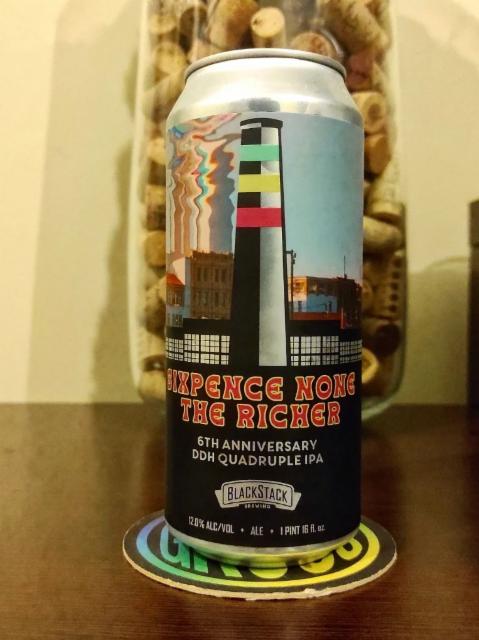 SIXPENCE NONE
THE RICHER
6TH ANNIVERSARY
DDH QUADRUPLE IPA
BLACKSTACK
BREWING
12.0% ALC/VOL • ALE • 1 PINT 16 fl. oz.